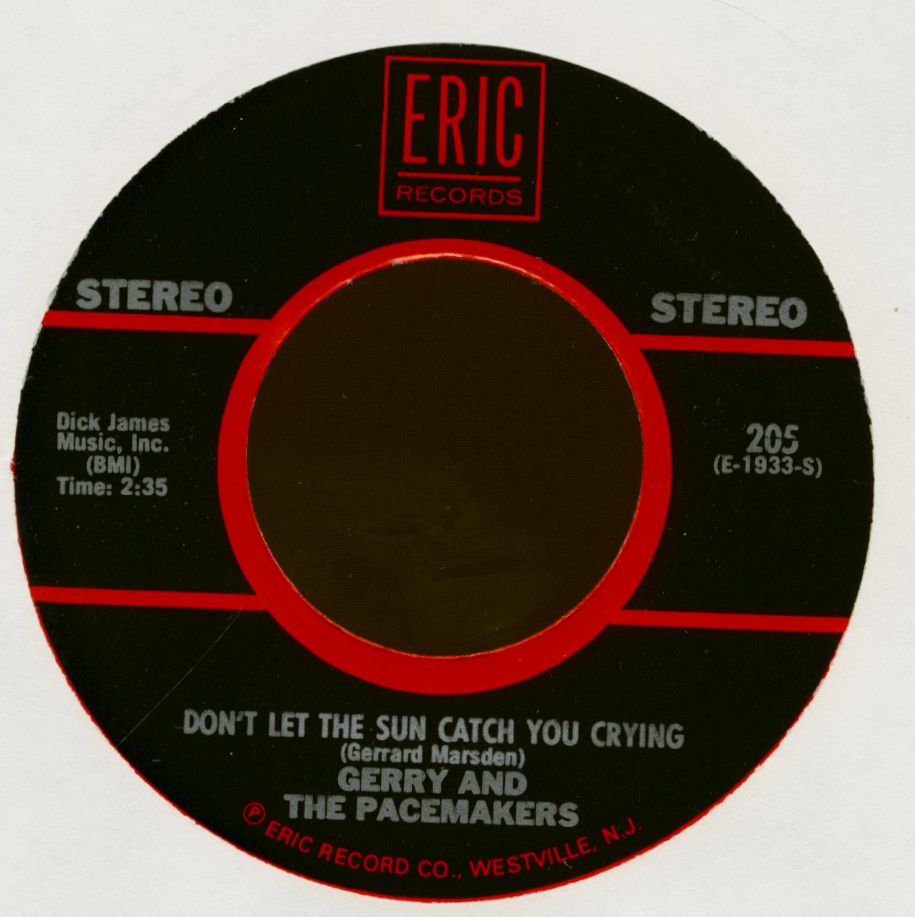 ERIC
RECORDS
STEREO
STEREO
Dick James
Music, Inc.
(BMI)
Time: 2:35
205
(E-1933-S)
DON'T LET THE SUN CATCH YOU CRYING
(Gerrard Marsden)
GERRY AND
THE PACEMAKERS
Ⓟ ERIC RECORD CO., WESTVILLE, N.J.